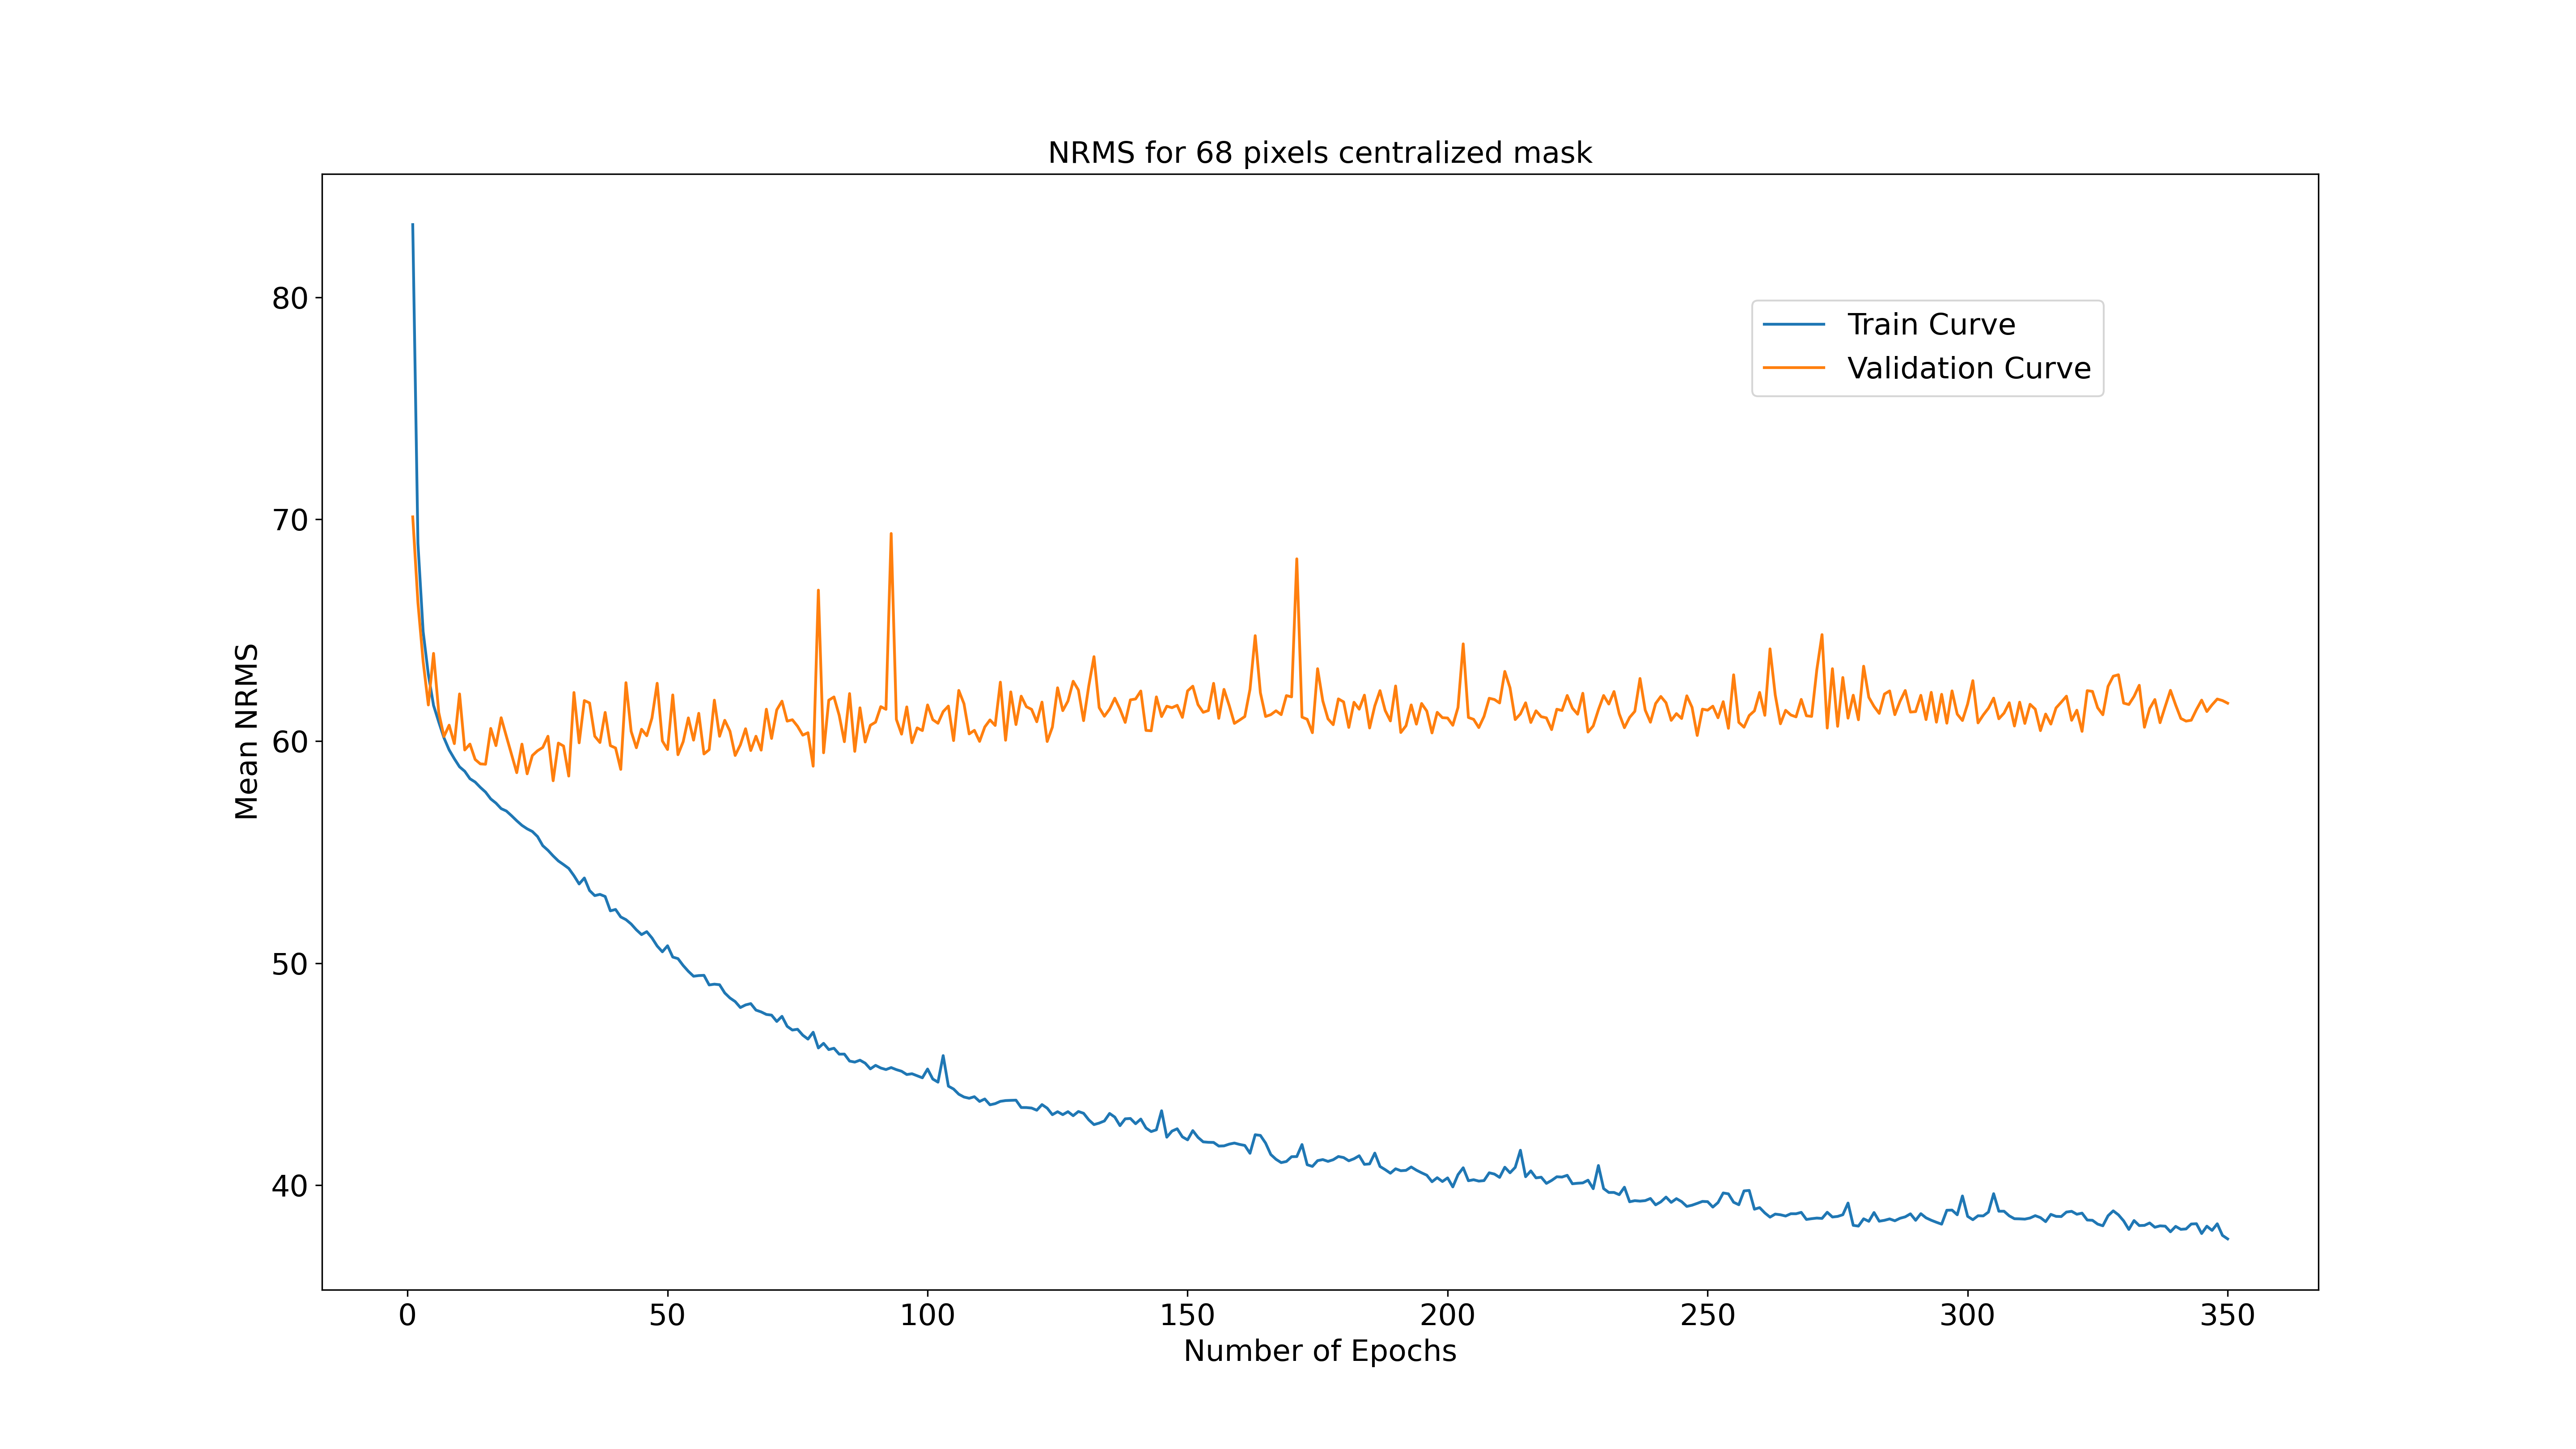 NRMS for 68 pixels centralized mask
80
70
60
50
40
Mean NRMS
Train Curve
Validation Curve
0 50 100 150 200 250 300 350
Number of Epochs